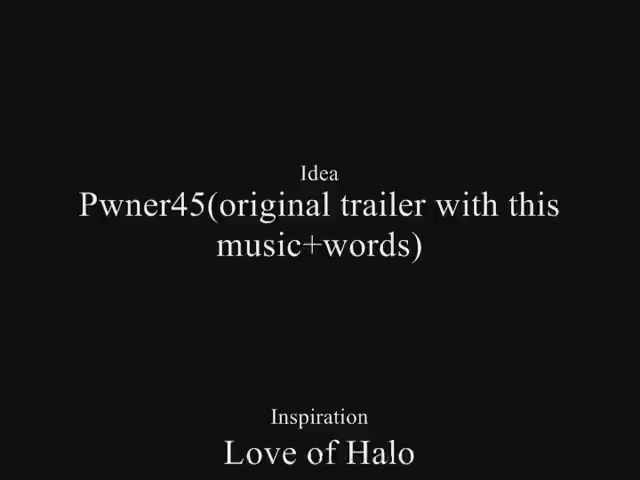 Idea
Pwner45(original trailer with this
music+words)
Inspiration
Love of Halo